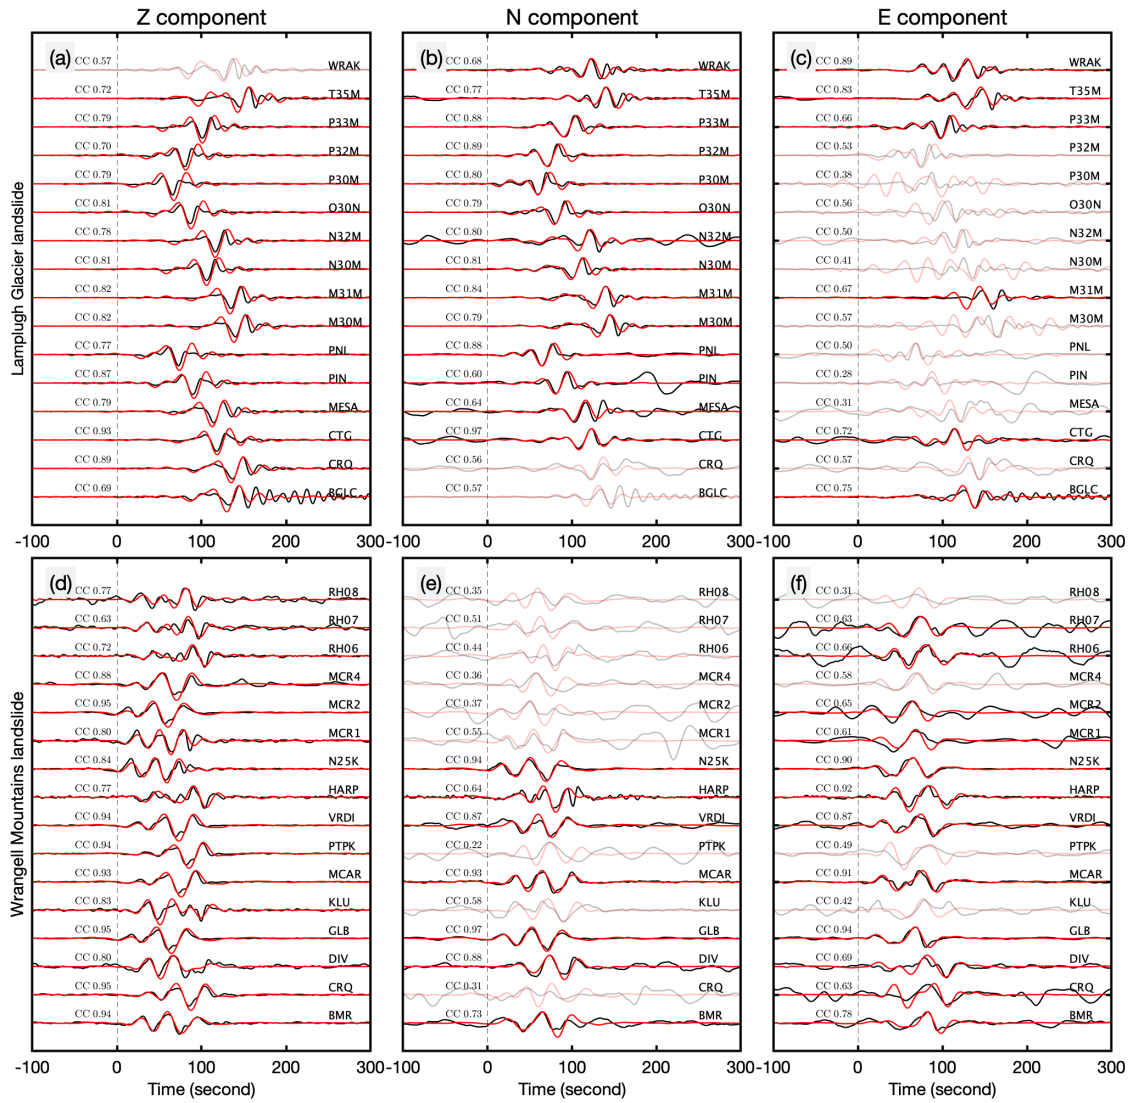 Z component
N component
E component
Lamplugh Glacier landslide
(a)
CC 0.57 WRAK
CC 0.72 T35M
CC 0.79 P33M
CC 0.70 P32M
CC 0.79 P30M
CC 0.81 O30N
CC 0.78 N32M
CC 0.81 N30M
CC 0.82 M31M
CC 0.82 M30M
CC 0.77 PNL
CC 0.87 PIN
CC 0.79 MESA
CC 0.93 CTG
CC 0.89 CRQ
CC 0.69 BGLC
-100 0 100 200 300
(b)
CC 0.68 WRAK
CC 0.77 T35M
CC 0.88 P33M
CC 0.89 P32M
CC 0.80 P30M
CC 0.79 O30N
CC 0.80 N32M
CC 0.81 N30M
CC 0.84 M31M
CC 0.79 M30M
CC 0.88 PNL
CC 0.60 PIN
CC 0.64 MESA
CC 0.97 CTG
CC 0.56 CRQ
CC 0.57 BGLC
-100 0 100 200 300
(c)
CC 0.89 WRAK
CC 0.83 T35M
CC 0.66 P33M
CC 0.53 P32M
CC 0.38 P30M
CC 0.56 O30N
CC 0.50 N32M
CC 0.41 N30M
CC 0.67 M31M
CC 0.57 M30M
CC 0.50 PNL
CC 0.28 PIN
CC 0.31 MESA
CC 0.72 CTG
CC 0.57 CRQ
CC 0.75 BGLC
-100 0 100 200 300
Wrangell Mountains landslide
(d)
CC 0.77 RH08
CC 0.63 RH07
CC 0.72 RH06
CC 0.88 MCR4
CC 0.95 MCR2
CC 0.80 MCR1
CC 0.84 N25K
CC 0.77 HARP
CC 0.94 VRDI
CC 0.94 PTPK
CC 0.93 MCAR
CC 0.83 KLU
CC 0.95 GLB
CC 0.80 DIV
CC 0.95 CRQ
CC 0.94 BMR
-100 0 100 200 300
Time (second)
(e)
CC 0.35 RH08
CC 0.51 RH07
CC 0.44 RH06
CC 0.36 MCR4
CC 0.37 MCR2
CC 0.55 MCR1
CC 0.94 N25K
CC 0.64 HARP
CC 0.87 VRDI
CC 0.22 PTPK
CC 0.93 MCAR
CC 0.58 KLU
CC 0.97 GLB
CC 0.88 DIV
CC 0.31 CRQ
CC 0.73 BMR
-100 0 100 200 300
Time (second)
(f)
CC 0.31 RH08
CC 0.63 RH07
CC 0.66 RH06
CC 0.58 MCR4
CC 0.65 MCR2
CC 0.61 MCR1
CC 0.90 N25K
CC 0.92 HARP
CC 0.87 VRDI
CC 0.49 PTPK
CC 0.91 MCAR
CC 0.42 KLU
CC 0.94 GLB
CC 0.69 DIV
CC 0.63 CRQ
CC 0.78 BMR
-100 0 100 200 300
Time (second)